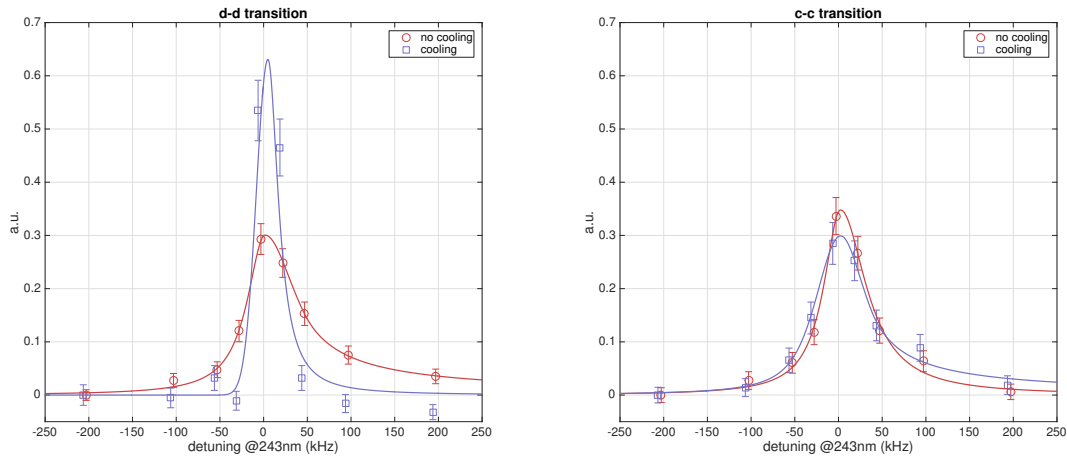 d-d transition
0.7
0.6
0.5
0.4
0.3
0.2
0.1
0
a.u.
no cooling
cooling
-250 -200 -150 -100 -50 0 50 100 150 200 250
detuning @243nm (kHz)
c-c transition
0.7
0.6
0.5
0.4
0.3
0.2
0.1
0
a.u.
no cooling
cooling
-250 -200 -150 -100 -50 0 50 100 150 200 250
detuning @243nm (kHz)